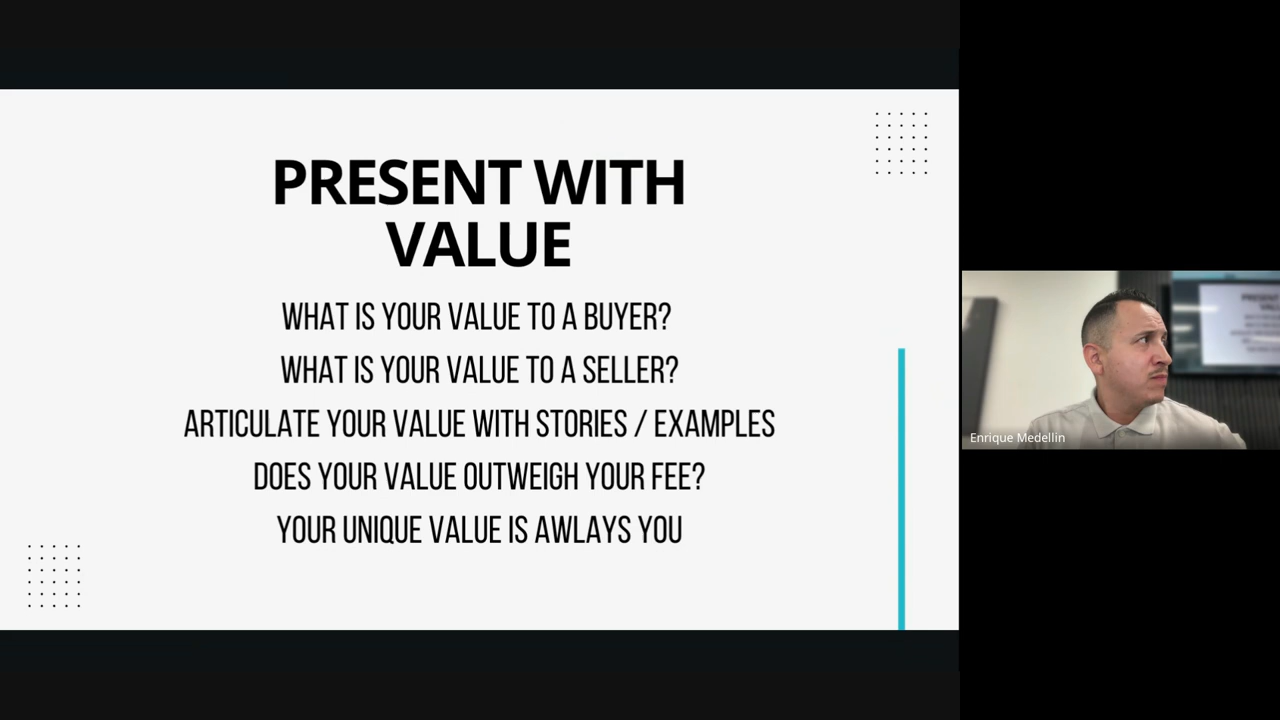 PRESENT WITH
VALUE
WHAT IS YOUR VALUE TO A BUYER?
WHAT IS YOUR VALUE TO A SELLER?
ARTICULATE YOUR VALUE WITH STORIES / EXAMPLES
DOES YOUR VALUE OUTWEIGH YOUR FEE?
YOUR UNIQUE VALUE IS AWLAYS YOU
Enrique Medellin